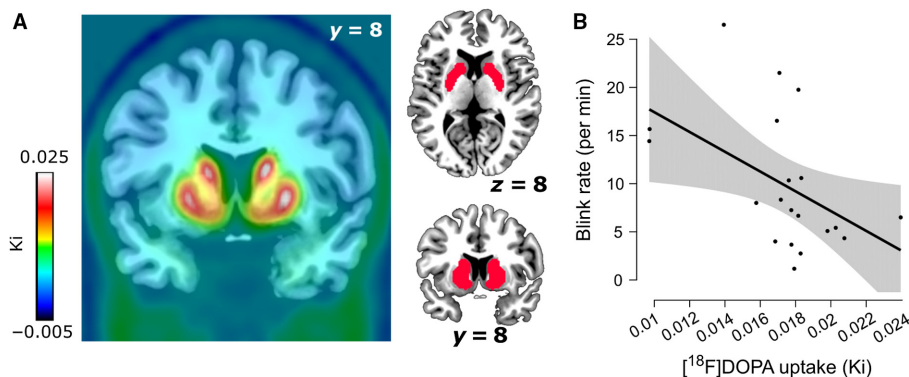 A
y = 8
0.025
Ki
−0.005
z = 8
y = 8
B
Blink rate (per min)
25
20
15
10
5
0
0.01
0.012
0.014
0.016
0.018
0.02
0.022
0.024
[18F]DOPA uptake (Ki)